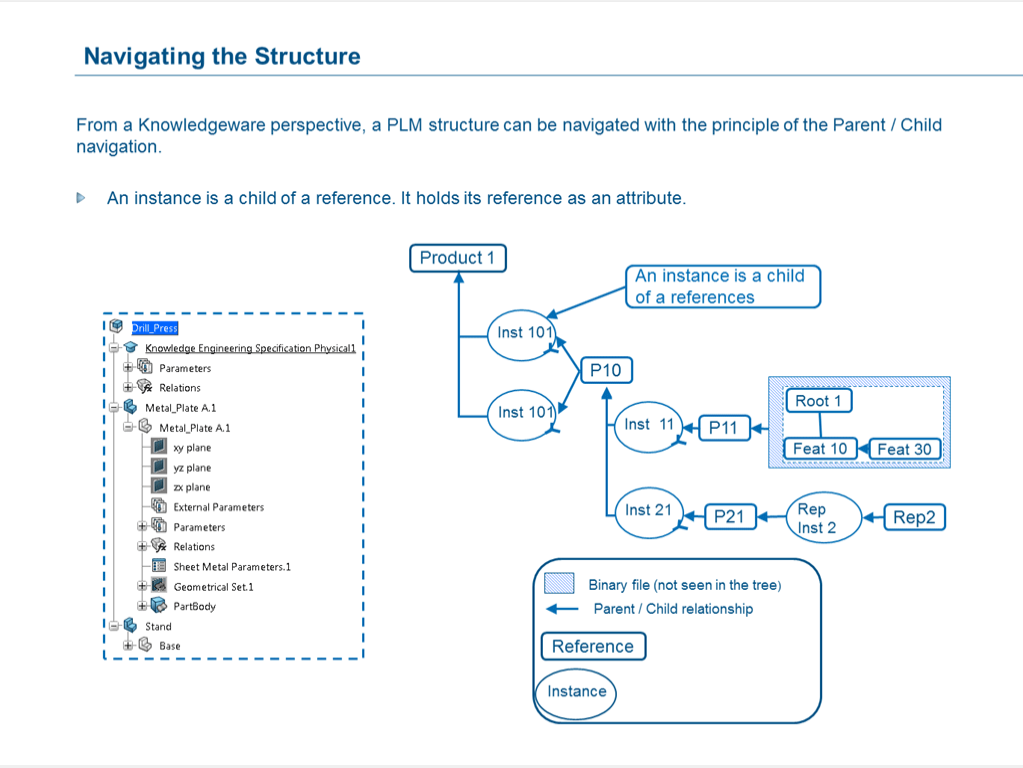 Navigating the Structure
From a Knowledgeware perspective, a PLM structure can be navigated with the principle of the Parent / Child
navigation.
An instance is a child of a reference. It holds its reference as an attribute.
Product 1
An instance is a child
of a references
Inst 101
P10
Inst 101
Inst 11
P11
Root 1
Feat 10
Feat 30
Inst 21
P21
Rep
Inst 2
Rep2
Drill_Press
Knowledge Engineering Specification Physical1
Parameters
Relations
Metal_Plate A.1
Metal_Plate A.1
xy plane
yz plane
zx plane
External Parameters
Parameters
Relations
Sheet Metal Parameters.1
Geometrical Set.1
PartBody
Stand
Base
Binary file (not seen in the tree)
Parent / Child relationship
Reference
Instance